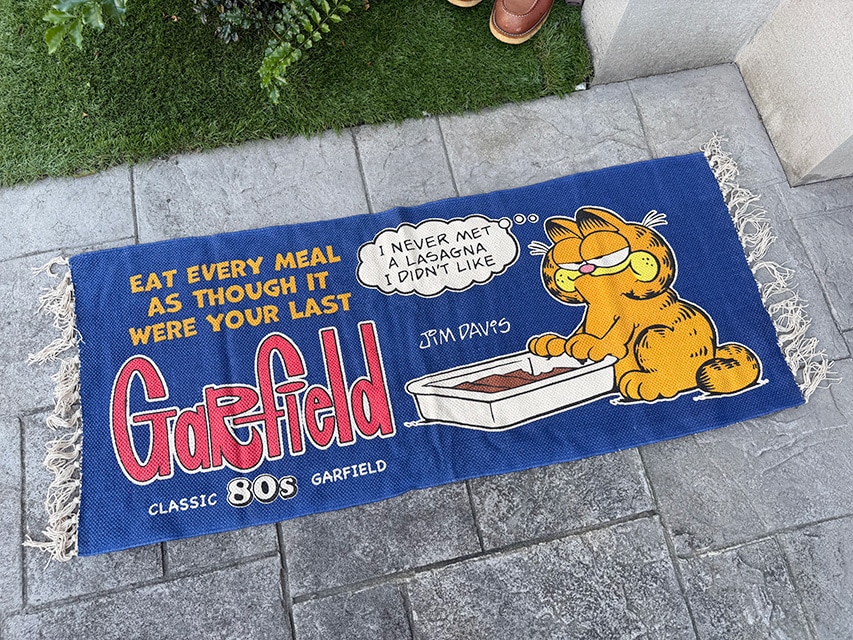 EAT EVERY MEAL
AS THOUGH IT
WERE YOUR LAST
Garfield
CLASSIC 80s GARFIELD
I NEVER MET
A LASAGNA
I DIDN'T LIKE
JIM DAVIS